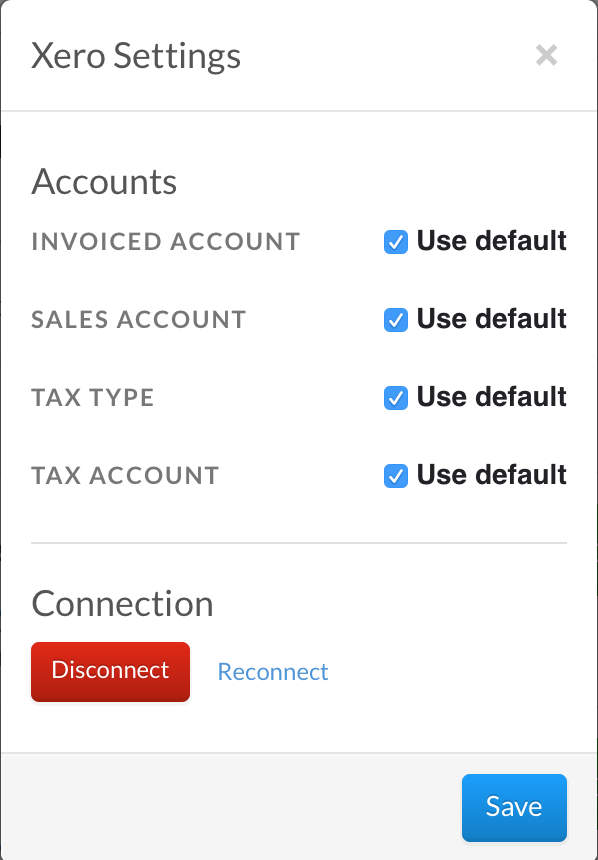 Xero Settings ×
Accounts
INVOICED ACCOUNT Use default
SALES ACCOUNT Use default
TAX TYPE Use default
TAX ACCOUNT Use default
Connection
Disconnect Reconnect
Save